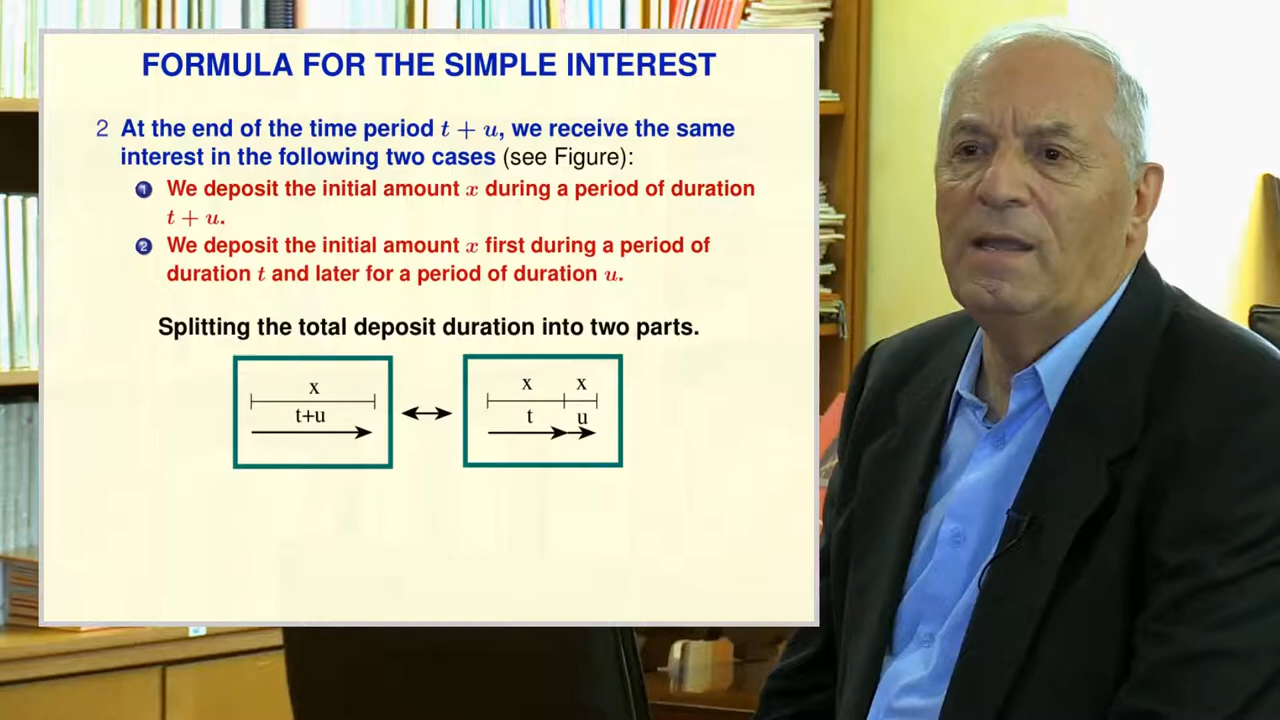 FORMULA FOR THE SIMPLE INTEREST
2 At the end of the time period t + u, we receive the same
interest in the following two cases (see Figure):
1 We deposit the initial amount x during a period of duration
t + u.
2 We deposit the initial amount x first during a period of
duration t and later for a period of duration u.
Splitting the total deposit duration into two parts.
x
t+u
x x
t u